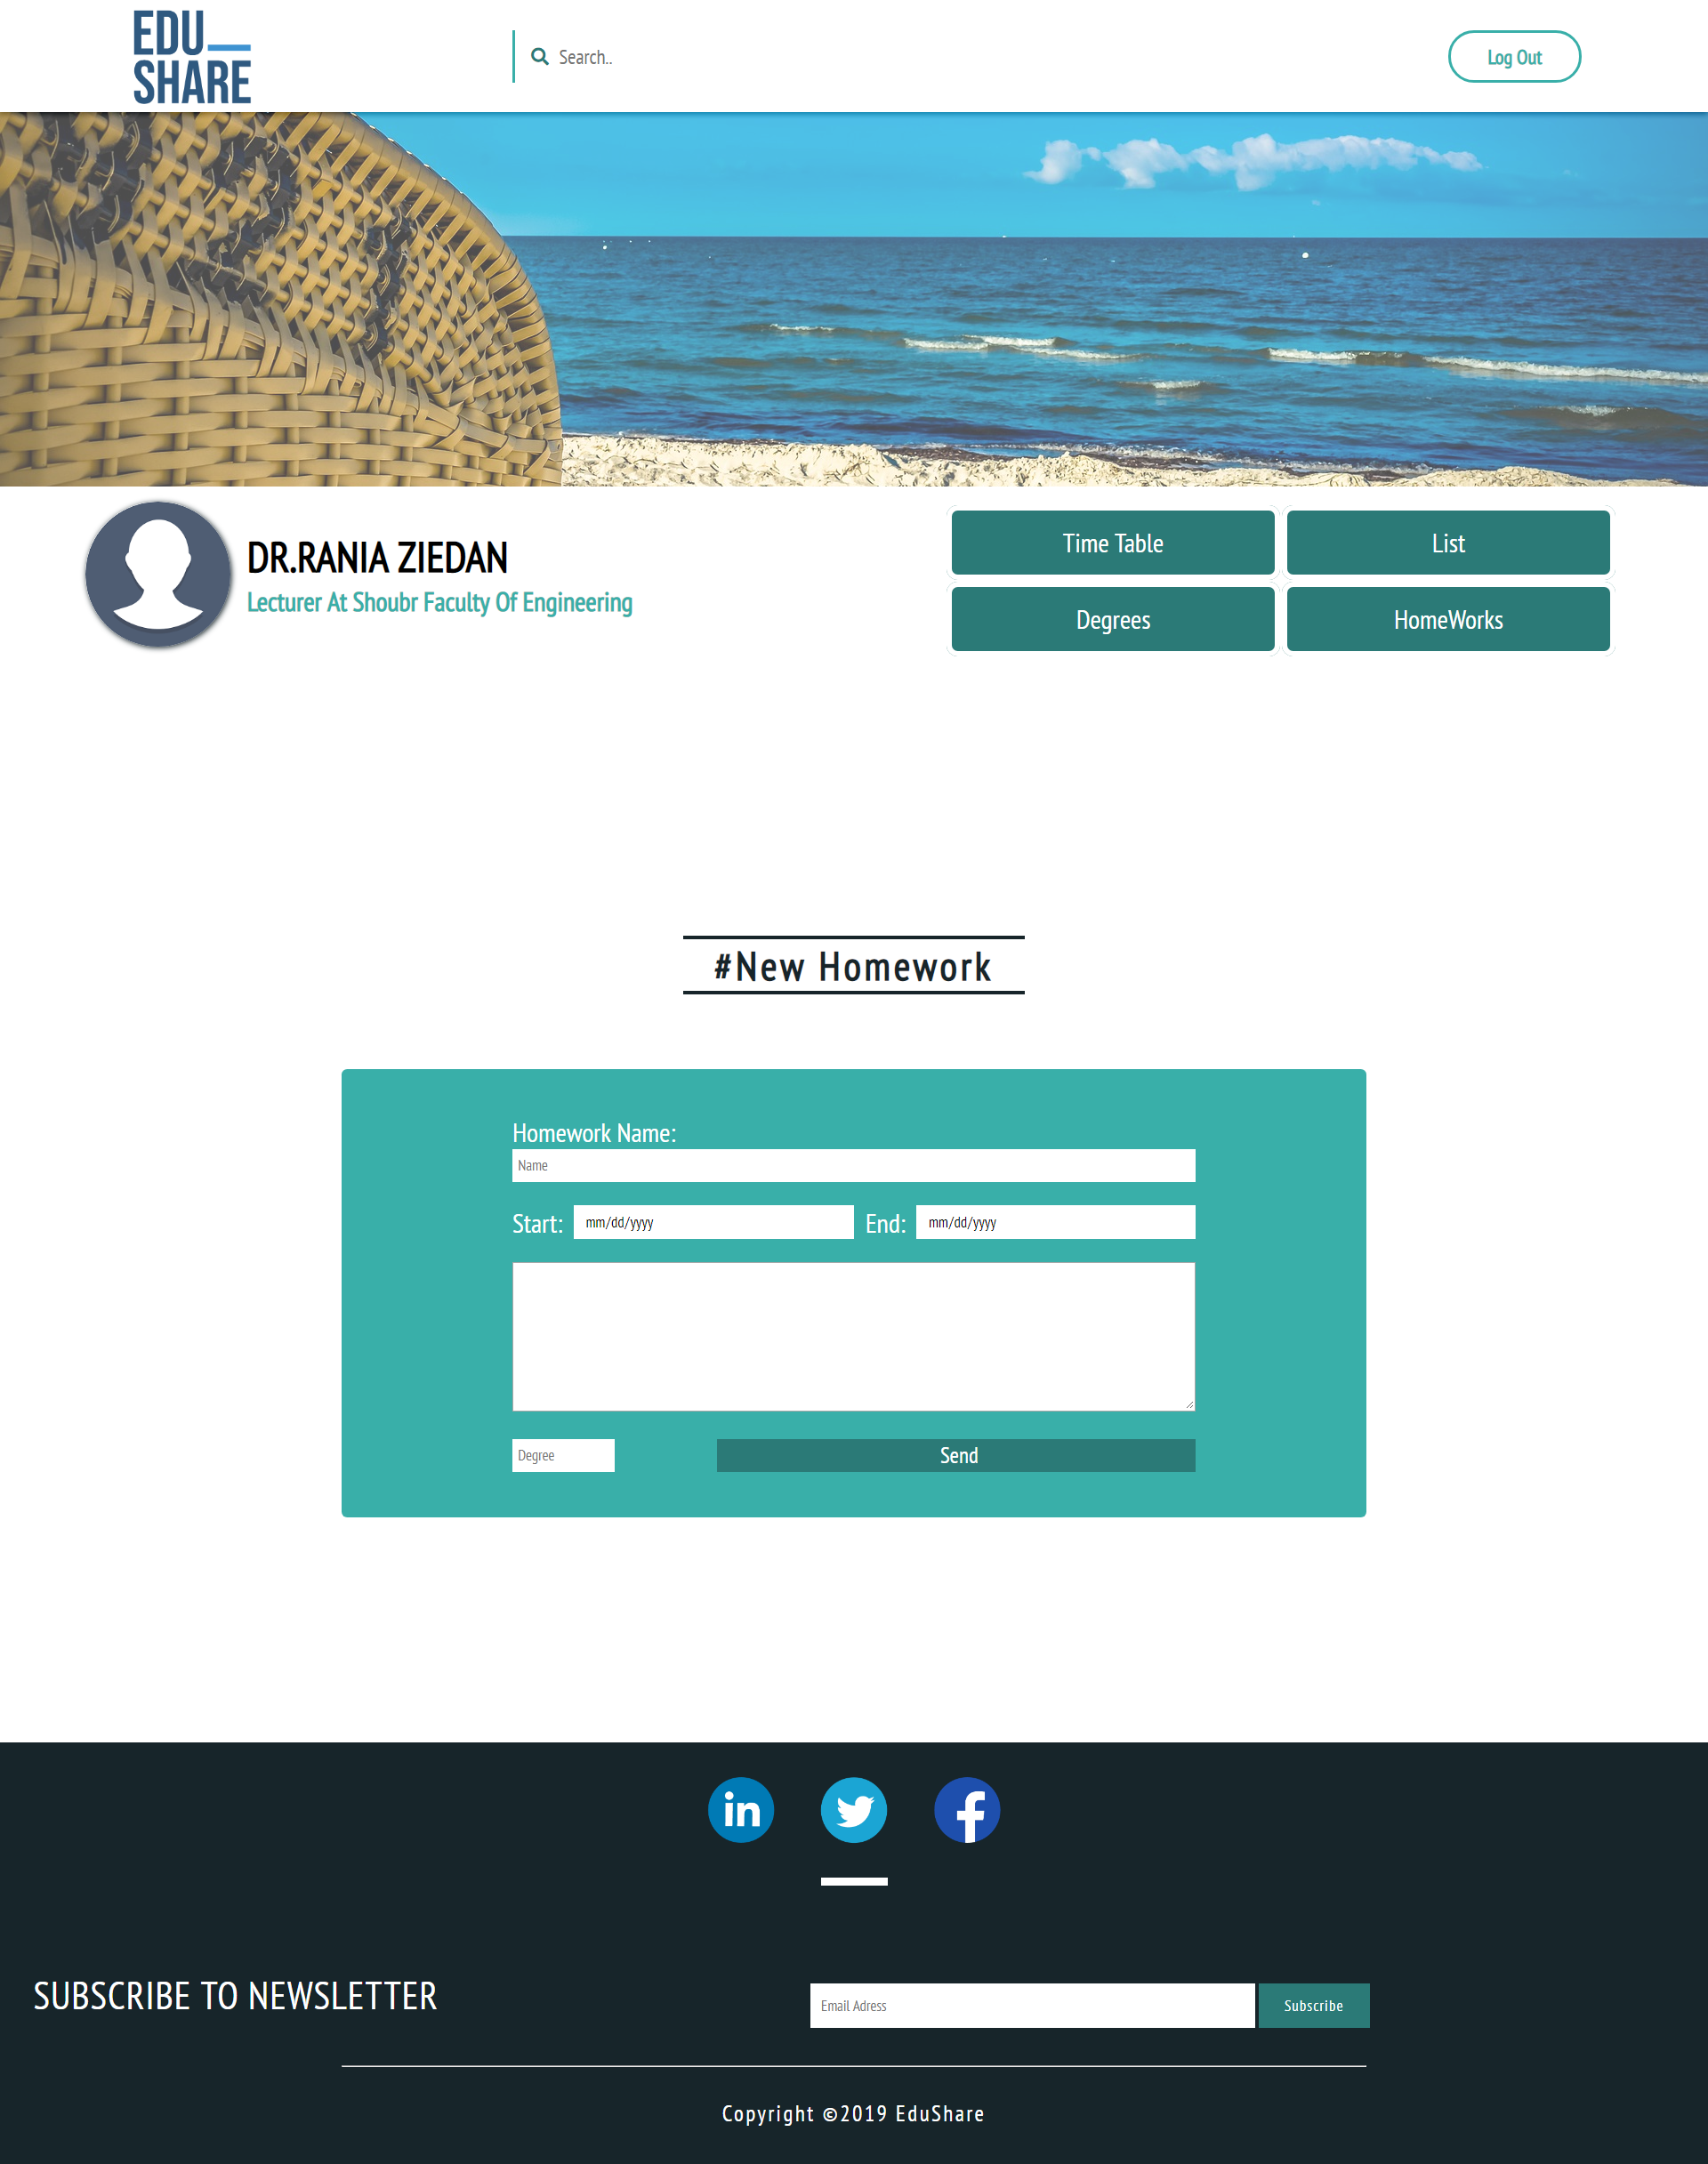 EDU_
SHARE
Search..
Log Out
DR.RANIA ZIEDAN
Lecturer At Shoubr Faculty Of Engineering
Time Table
List
Degrees
HomeWorks
#New Homework
Homework Name:
Name
Start: mm/dd/yyyy End: mm/dd/yyyy
Degree
Send
in
f
SUBSCRIBE TO NEWSLETTER
Email Adress
Subscribe
Copyright ©2019 EduShare